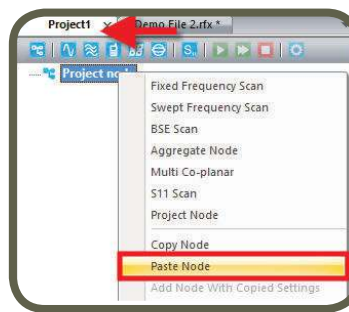 Project1 × Demo File 2.rfx *
S..
Project node
Fixed Frequency Scan
Swept Frequency Scan
BSE Scan
Aggregate Node
Multi Co-planar
S11 Scan
Project Node
Copy Node
Paste Node
Add Node With Copied Settings